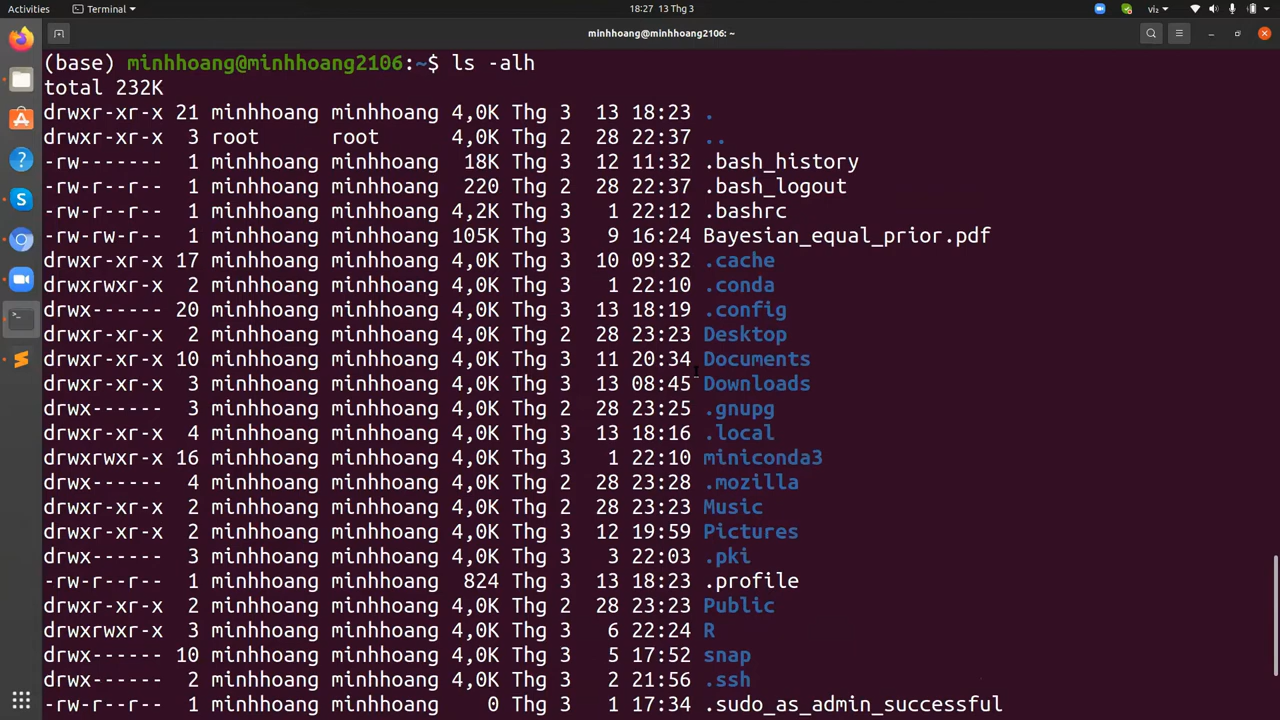 Activities Terminal 18:27 13 Thg 3 vi2
minhhoang@minhhoang2106: ~
(base) minhhoang@minhhoang2106:~$ ls -alh
total 232K
drwxr-xr-x 21 minhhoang minhhoang 4,0K Thg 3 13 18:23 .
drwxr-xr-x 3 root root 4,0K Thg 2 28 22:37 ..
-rw------- 1 minhhoang minhhoang 18K Thg 3 12 11:32 .bash_history
-rw-r--r-- 1 minhhoang minhhoang 220 Thg 2 28 22:37 .bash_logout
-rw-r--r-- 1 minhhoang minhhoang 4,2K Thg 3 1 22:12 .bashrc
-rw-rw-r-- 1 minhhoang minhhoang 105K Thg 3 9 16:24 Bayesian_equal_prior.pdf
drwxr-xr-x 17 minhhoang minhhoang 4,0K Thg 3 10 09:32 .cache
drwxrwxr-x 2 minhhoang minhhoang 4,0K Thg 3 1 22:10 .conda
drwx------ 20 minhhoang minhhoang 4,0K Thg 3 13 18:19 .config
drwxr-xr-x 2 minhhoang minhhoang 4,0K Thg 2 28 23:23 Desktop
drwxr-xr-x 10 minhhoang minhhoang 4,0K Thg 3 11 20:34 Documents
drwxr-xr-x 3 minhhoang minhhoang 4,0K Thg 3 13 08:45 Downloads
drwx------ 3 minhhoang minhhoang 4,0K Thg 2 28 23:25 .gnupg
drwxr-xr-x 4 minhhoang minhhoang 4,0K Thg 3 13 18:16 .local
drwxrwxr-x 16 minhhoang minhhoang 4,0K Thg 3 1 22:10 miniconda3
drwx------ 4 minhhoang minhhoang 4,0K Thg 2 28 23:28 .mozilla
drwxr-xr-x 2 minhhoang minhhoang 4,0K Thg 2 28 23:23 Music
drwxr-xr-x 2 minhhoang minhhoang 4,0K Thg 3 12 19:59 Pictures
drwx------ 3 minhhoang minhhoang 4,0K Thg 3 3 22:03 .pki
-rw-r--r-- 1 minhhoang minhhoang 824 Thg 3 13 18:23 .profile
drwxr-xr-x 2 minhhoang minhhoang 4,0K Thg 2 28 23:23 Public
drwxrwxr-x 3 minhhoang minhhoang 4,0K Thg 3 6 22:24 R
drwx------ 10 minhhoang minhhoang 4,0K Thg 3 5 17:52 snap
drwx------ 2 minhhoang minhhoang 4,0K Thg 3 2 21:56 .ssh
-rw-r--r-- 1 minhhoang minhhoang 0 Thg 3 1 17:34 .sudo_as_admin_successful